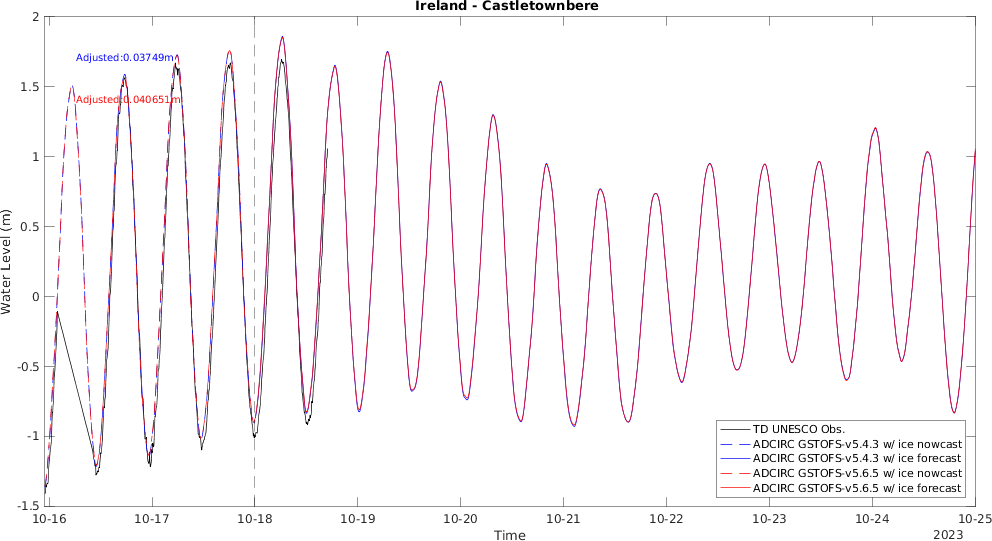 Ireland - Castletownbere
2
1.5
1
0.5
0
-0.5
-1
-1.5
Water Level (m)
Adjusted:0.03749m
Adjusted:0.040651m
TD UNESCO Obs.
ADCIRC GSTOFS-v5.4.3 w/ ice nowcast
ADCIRC GSTOFS-v5.4.3 w/ ice forecast
ADCIRC GSTOFS-v5.6.5 w/ ice nowcast
ADCIRC GSTOFS-v5.6.5 w/ ice forecast
10-16 10-17 10-18 10-19 10-20 10-21 10-22 10-23 10-24 10-25
Time
2023